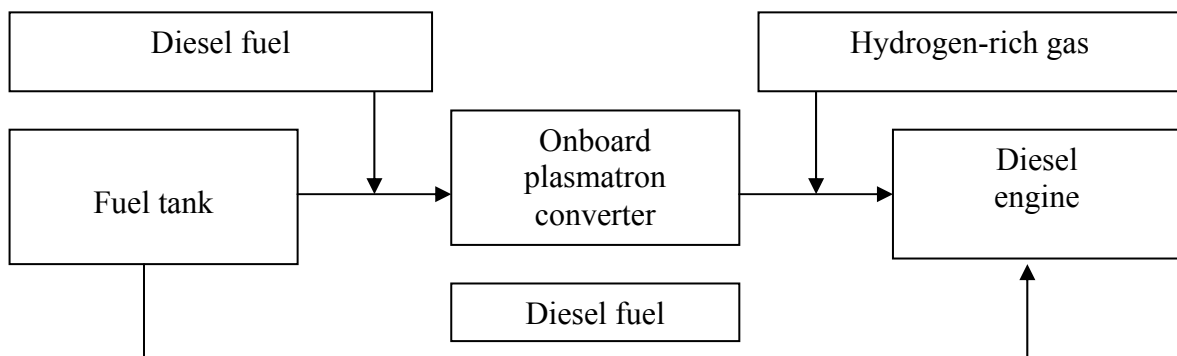 Diesel fuel
Hydrogen-rich gas
Fuel tank
Onboard
plasmatron
converter
Diesel
engine
Diesel fuel